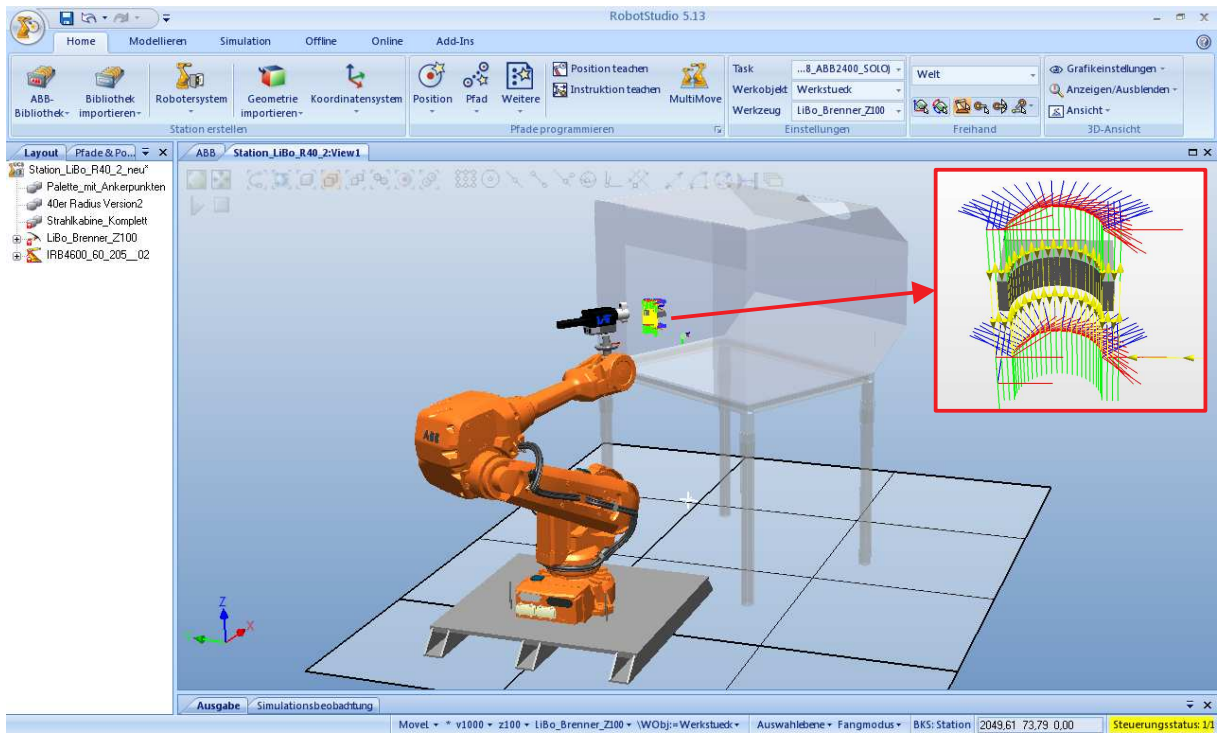 RobotStudio 5.13
Home Modellieren Simulation Offline Online Add-Ins
ABB-
Bibliothek
Bibliothek
importieren
Robotersystem
Geometrie
importieren
Koordinatensystem
Station erstellen
Position Pfad Weitere
Position teachen
Instruktion teachen
MultiMove
Pfade programmieren
Task ...8_ABB2400_SOLO)
Werkobjekt Werkstueck
Werkzeug LiBo_Brenner_Z100
Einstellungen
Welt
Freihand
Grafikeinstellungen
Anzeigen/Ausblenden
Ansicht
3D-Ansicht
Layout Pfade & Po...
ABB Station_LiBo_R40_2:View1
Station_LiBo_R40_2_neu*
Palette_mit_Ankerpunkten
40er Radius Version2
Strahlkabine_Komplett
LiBo_Brenner_Z100
IRB4600_60_205__02
ABB
Z
X
Ausgabe Simulationsbeobachtung
MoveL * v1000 z100 LiBo_Brenner_Z100 \WObj:=Werkstueck Auswahlebene Fangmodus BKS: Station 2049,61 73,79 0,00 Steuerungsstatus: 1/1